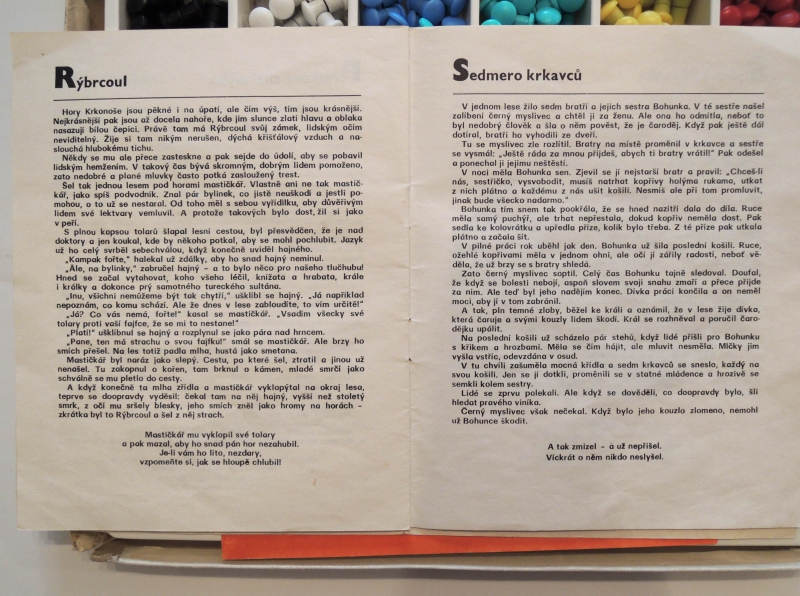 Rýbrcoul
Hory Krkonoše jsou pěkné i na úpatí, ale čím výš, tím jsou krásnější.
Nejkrásnější pak jsou až docela nahoře, kde jim slunce zlatí hlavu a oblaka
nasazují bílou čepici. Právě tam má Rýbrcoul svůj zámek, lidským očím
neviditelný. Žije si tam nikým nerušen, dýchá křišťálový vzduch a na-
slouchá hlubokému tichu.
Někdy se mu ale přece zasteskne a pak sejde do údolí, aby se pobavil
lidským hemžením. V takový čas bývá skromným, dobrým lidem pomoženo,
zato nedobré a plané mluvky často potká zasloužený trest.
Šel tak jednou lesem pod horami mastičkář. Vlastně ani ne tak mastič-
kář, jako spíš podvodník. Znal pár bylinek, co jistě neuškodí a jestli po-
mohou, o to už se nestaral. Od toho měl s sebou vyřídilku, aby důvěřivým
lidem své lektvary vemluvil. A protože takových bylo dost, žil si jako
v peří.
S plnou kapsou tolarů šlapal lesní cestou, byl přesvědčen, že je nad
doktory a jen koukal, kde by někoho potkal, aby se mohl pochlubit. Jazyk
už ho celý svrběl sebechválou, když konečně uviděl hajného.
„Kampak fořte,“ halekal už zdálky, aby ho snad hajný neminul.
„Ále, na bylinky,“ zabručel hajný – a to bylo něco pro našeho tlučhubu!
Hned se začal vytahovat, koho všeho léčil, knížata a hrabata, krále
i králky a dokonce prý samotného tureckého sultána.
„Inu, všichni nemůžeme být tak chytří,“ ušklíbl se hajný. „Já například
nepoznám, co komu schází. Ale že dnes v lese zabloudíte, to vím určitě!“
„Já? Co vás nemá, fořte!“ kasal se mastičkář. „Vsadím všecky své
tolary proti vaší fajfce, že se mi to nestane!“
„Platí!“ ušklíbnul se hajný a rozplynul se jako pára nad hrncem.
„Pane, ten má strachu o svou fajfku!“ smál se mastičkář. Ale brzy ho
smích přešel. Na les totiž padla mlha, hustá jako smetana.
Mastičkář byl naráz jako slepý. Cestu, po které šel, ztratil a jinou už
nenašel. Tu zakopnul o kořen, tam brknul o kámen, mladé smrčí jako
schválně se mu pletlo do cesty.
A když konečně ta mlha zřídla a mastičkář vyklopýtal na okraj lesa,
teprve se doopravdy vyděsil: čekal tam na něj hajný, vyšší než stoletý
smrk, z očí mu sršely blesky, jeho smích zněl jako hromy na horách –
zkrátka byl to Rýbrcoul a šel z něj strach.
Mastičkář mu vyklopil své tolary
a pak mazal, aby ho snad pán hor nezahubil.
Je-li vám ho líto, nezdary,
vzpomeňte si, jak se hloupě chlubil!
Sedmero krkavců
V jednom lese žilo sedm bratří a jejich sestra Bohunka. V té sestře našel
zalíbení černý myslivec a chtěl ji za ženu. Ale ona ho odmítla, neboť to
byl nedobrý člověk a šla o něm pověst, že je čaroděj. Když pak ještě dál
dotíral, bratři ho vyhodili ze dveří.
Tu se myslivec zle rozlítil. Bratry na místě proměnil v krkavce a sestře
se vysmál: „Ještě ráda za mnou přijdeš, abych ti bratry vrátil!“ Pak odešel
a ponechal ji jejímu neštěstí.
V noci měla Bohunka sen. Zjevil se jí nejstarší bratr a pravil: „Chceš-li
nás, sestřičko, vysvobodit, musíš natrhat kopřivy holýma rukama, utkat
z nich plátno a každému z nás ušít košili. Nesmíš ale při tom promluvit,
jinak bude všecko nadarmo.“
Bohunka tím snem tak pookřála, že se hned nazítří dala do díla. Ruce
měla samý puchýř, ale trhat nepřestala, dokud kopřiv neměla dost. Pak
sedla ke kolovrátku a upředla příze, kolik bylo třeba. Z té příze pak utkala
plátno a začala šít.
V pilné práci rok uběhl jak den. Bohunka už šila poslední košili. Ruce,
ožehlé kopřivami měla v jednom ohni, ale oči jí zářily radostí, neboť vě-
děla, že už brzy se s bratry shledá.
Zato černý myslivec soptil. Celý čas Bohunku tajně sledoval. Doufal,
že když se bolesti nebojí, aspoň slovem svoji snahu zmaří a přece přijde
za ním. Ale teď byl jeho nadějím konec. Dívka práci končila a on neměl
moci, aby jí v tom zabránil.
A tak, pln temné zloby, běžel ke králi a oznámil, že v lese žije dívka,
která čaruje a svými kouzly lidem škodí. Král se rozhněval a poručil čaro-
dějku upálit.
Na poslední košili už scházelo pár stehů, když lidé přišli pro Bohunku
s křikem a hrozbami. Měla se čím hájit, ale mluvit nesměla. Mlčky jim
vyšla vstříc, odevzdána v osud.
V tu chvíli zašuměla mocná křídla a sedm krkavců se sneslo, každý na
svou košili. Jen se jí dotkli, proměnili se v statné mládence a hrozivě se
semkli kolem sestry.
Lidé se zprvu polekali. Ale když se dověděli, co doopravdy bylo, šli
hledat pravého viníka.
Černý myslivec však nečekal. Když bylo jeho kouzlo zlomeno, nemohl
už Bohunce škodit.
A tak zmizel – a už nepřišel.
Víckrát o něm nikdo neslyšel.